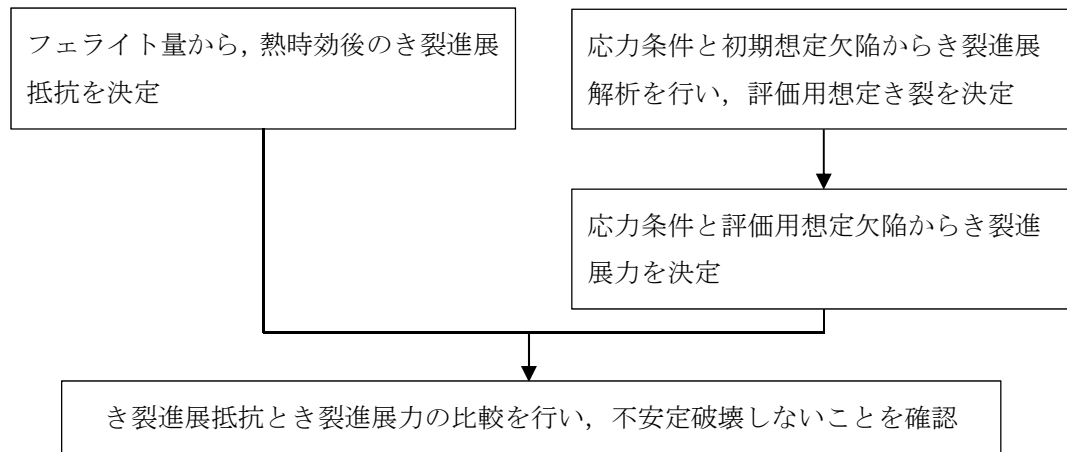 フェライト量から，熱時効後のき裂進展
抵抗を決定
応力条件と初期想定欠陥からき裂進展
解析を行い，評価用想定き裂を決定
応力条件と評価用想定欠陥からき裂進
展力を決定
き裂進展抵抗とき裂進展力の比較を行い，不安定破壊しないことを確認